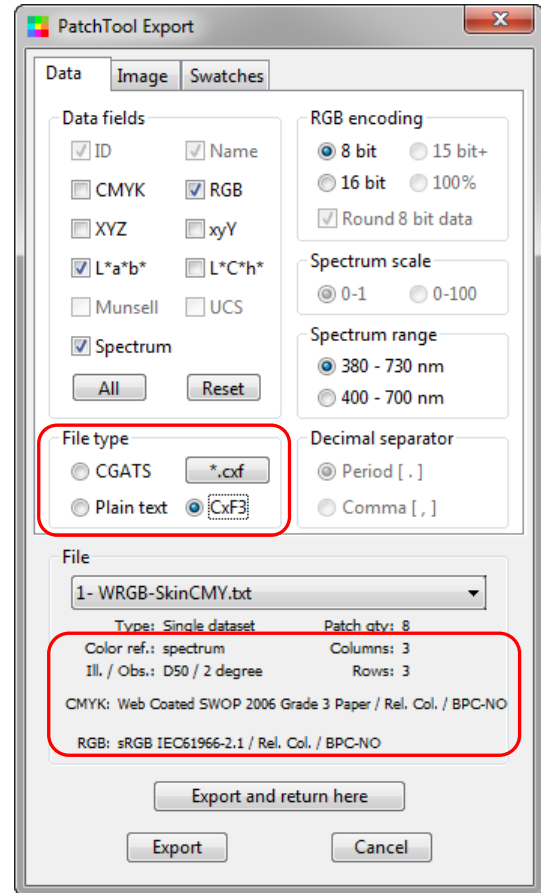 PatchTool Export
Data Image Swatches
Data fields
ID Name
CMYK RGB
XYZ xyY
L*a*b* L*C*h*
Munsell UCS
Spectrum
All Reset
RGB encoding
8 bit 15 bit+
16 bit 100%
Round 8 bit data
Spectrum scale
0-1 0-100
Spectrum range
380 - 730 nm
400 - 700 nm
File type
CGATS *.cxf
Plain text CxF3
Decimal separator
Period [ . ]
Comma [ , ]
File
1- WRGB-SkinCMY.txt
Type: Single dataset Patch qty: 8
Color ref.: spectrum Columns: 3
Ill. / Obs.: D50 / 2 degree Rows: 3
CMYK: Web Coated SWOP 2006 Grade 3 Paper / Rel. Col. / BPC-NO
RGB: sRGB IEC61966-2.1 / Rel. Col. / BPC-NO
Export and return here
Export Cancel